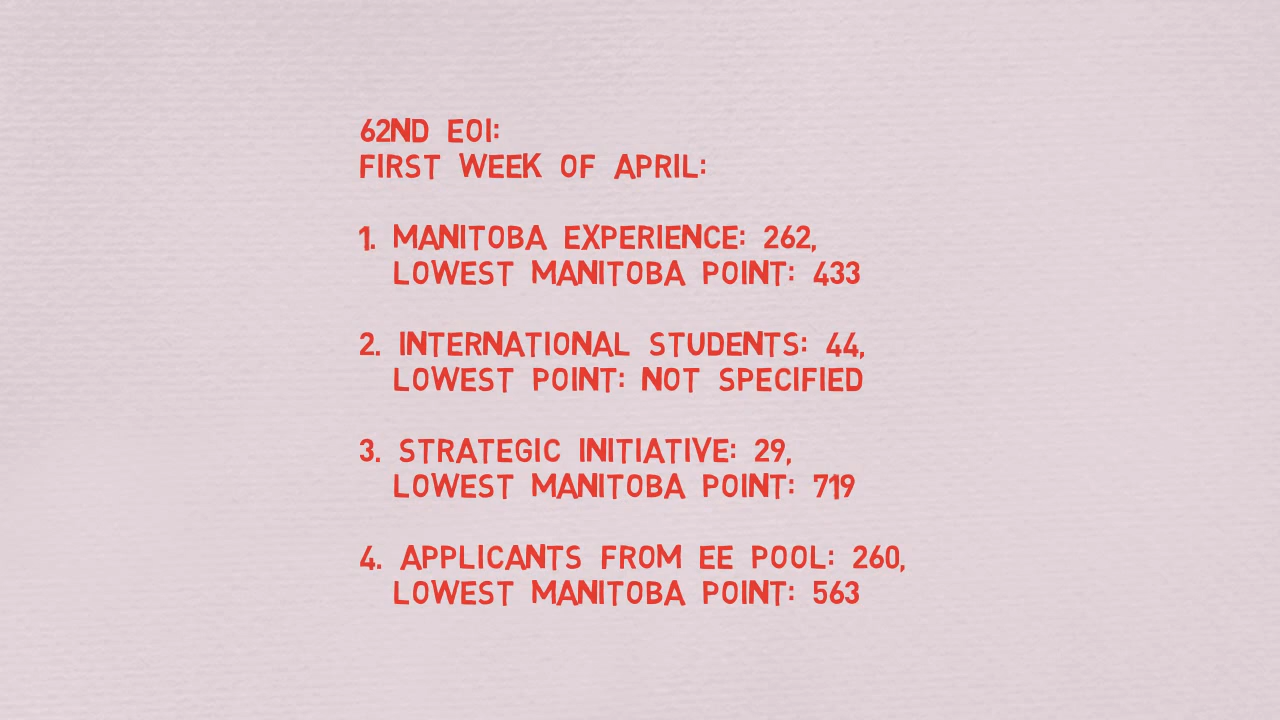 62ND EOI:
FIRST WEEK OF APRIL:
1. MANITOBA EXPERIENCE: 262,
LOWEST MANITOBA POINT: 433
2. INTERNATIONAL STUDENTS: 44,
LOWEST POINT: NOT SPECIFIED
3. STRATEGIC INITIATIVE: 29,
LOWEST MANITOBA POINT: 719
4. APPLICANTS FROM EE POOL: 260,
LOWEST MANITOBA POINT: 563